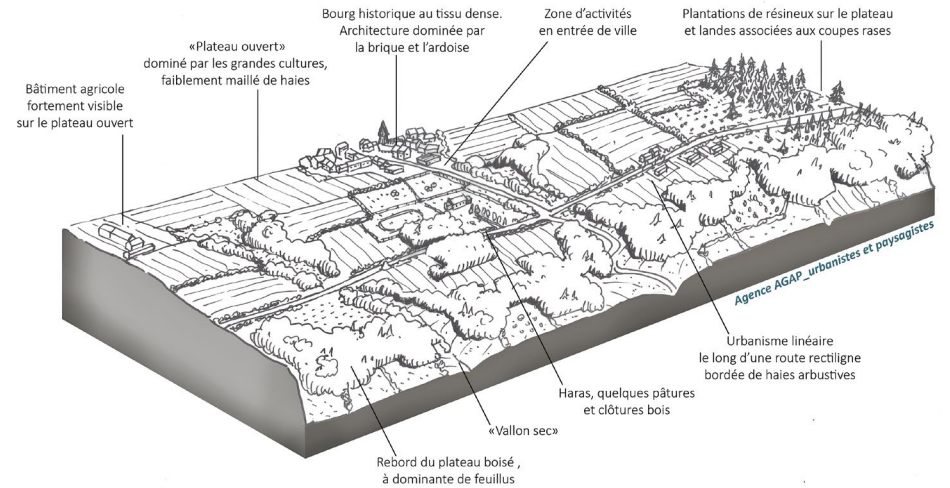 Bourg historique au tissu dense.
Architecture dominée par
la brique et l'ardoise
Zone d'activités
en entrée de ville
Plantations de résineux sur le plateau
et landes associées aux coupes rases
«Plateau ouvert»
dominé par les grandes cultures,
faiblement maillé de haies
Bâtiment agricole
fortement visible
sur le plateau ouvert
Agence AGAP_urbanistes et paysagistes
Urbanisme linéaire
le long d'une route rectiligne
bordée de haies arbustives
Haras, quelques pâtures
et clôtures bois
«Vallon sec»
Rebord du plateau boisé ,
à dominante de feuillus